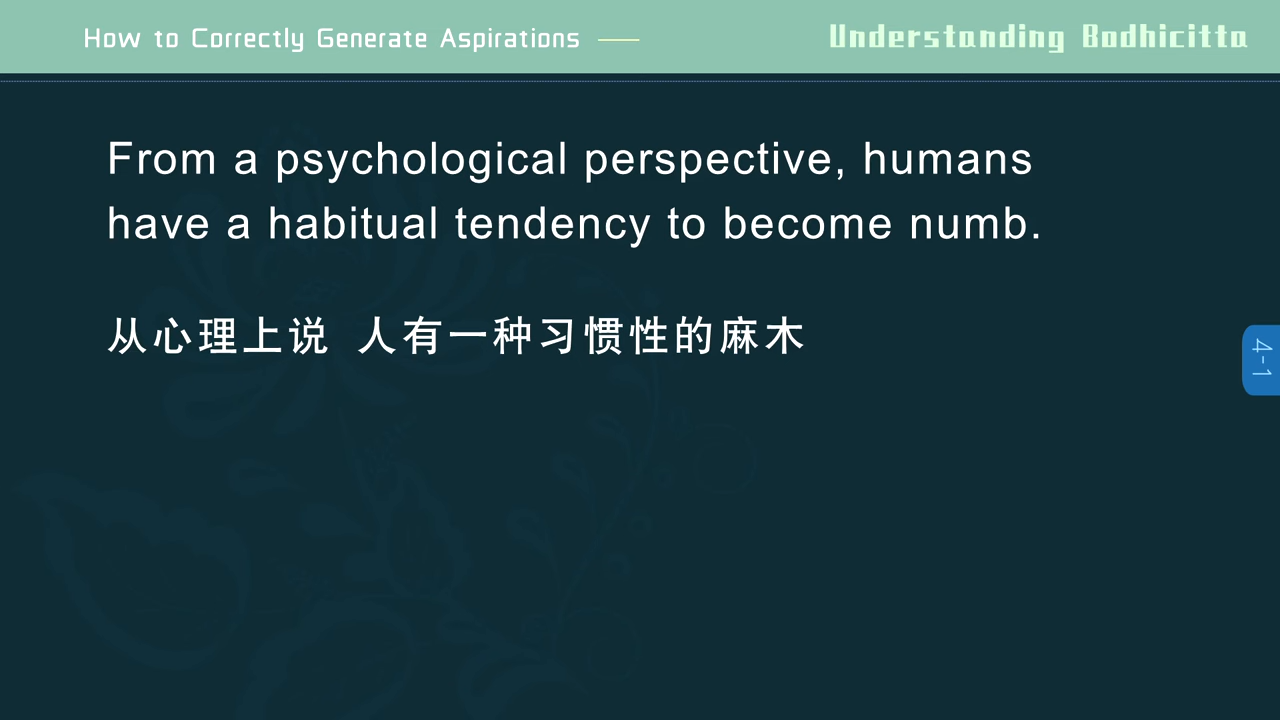 How to Correctly Generate Aspirations
Understanding Bodhicitta
From a psychological perspective, humans
have a habitual tendency to become numb.
从心理上说 人有一种习惯性的麻木
4-1